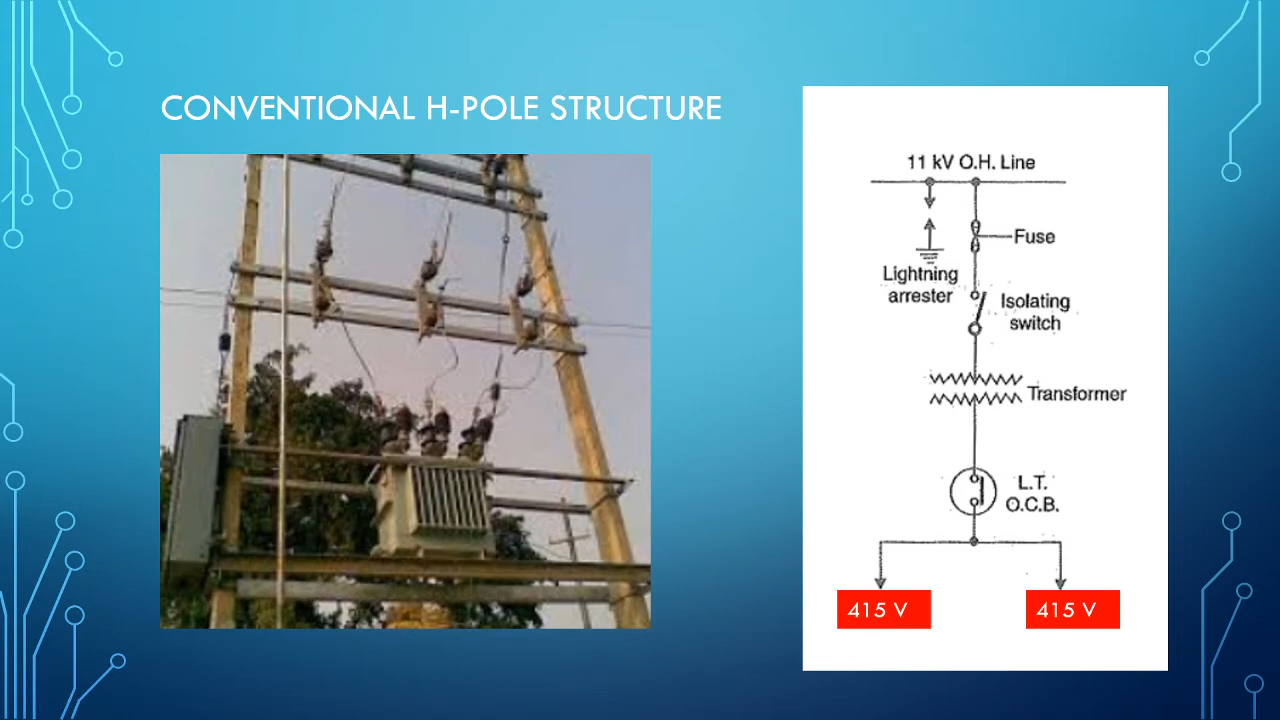 CONVENTIONAL H-POLE STRUCTURE
11 kV O.H. Line
Fuse
Lightning
arrester
Isolating
switch
Transformer
L.T.
O.C.B.
415 V
415 V